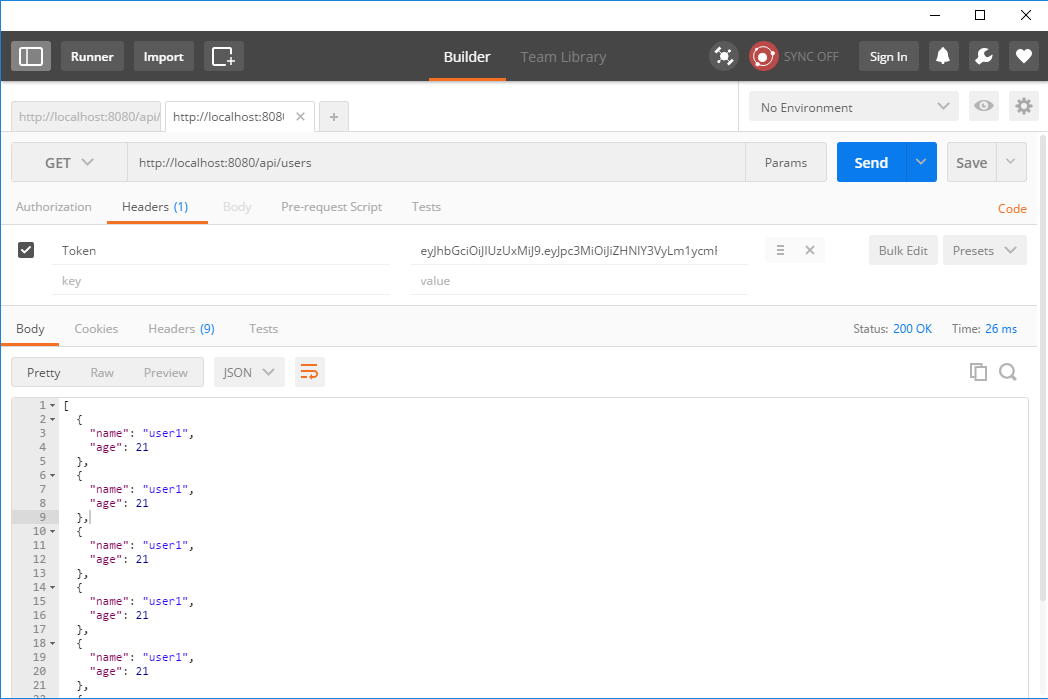 Runner Import Builder Team Library SYNC OFF Sign In
http://localhost:8080/api/ http://localhost:808 No Environment
GET http://localhost:8080/api/users Params Send Save
Authorization Headers (1) Body Pre-request Script Tests Code
Token Bulk Edit Presets
key value
Body Cookies Headers (9) Tests Status: 200 OK Time: 26 ms
Pretty Raw Preview JSON
1 [
2 {
3 "name": "user1",
4 "age": 21
5 },
6 {
7 "name": "user1",
8 "age": 21
9 },
10 {
11 "name": "user1",
12 "age": 21
13 },
14 {
15 "name": "user1",
16 "age": 21
17 },
18 {
19 "name": "user1",
20 "age": 21
21 },